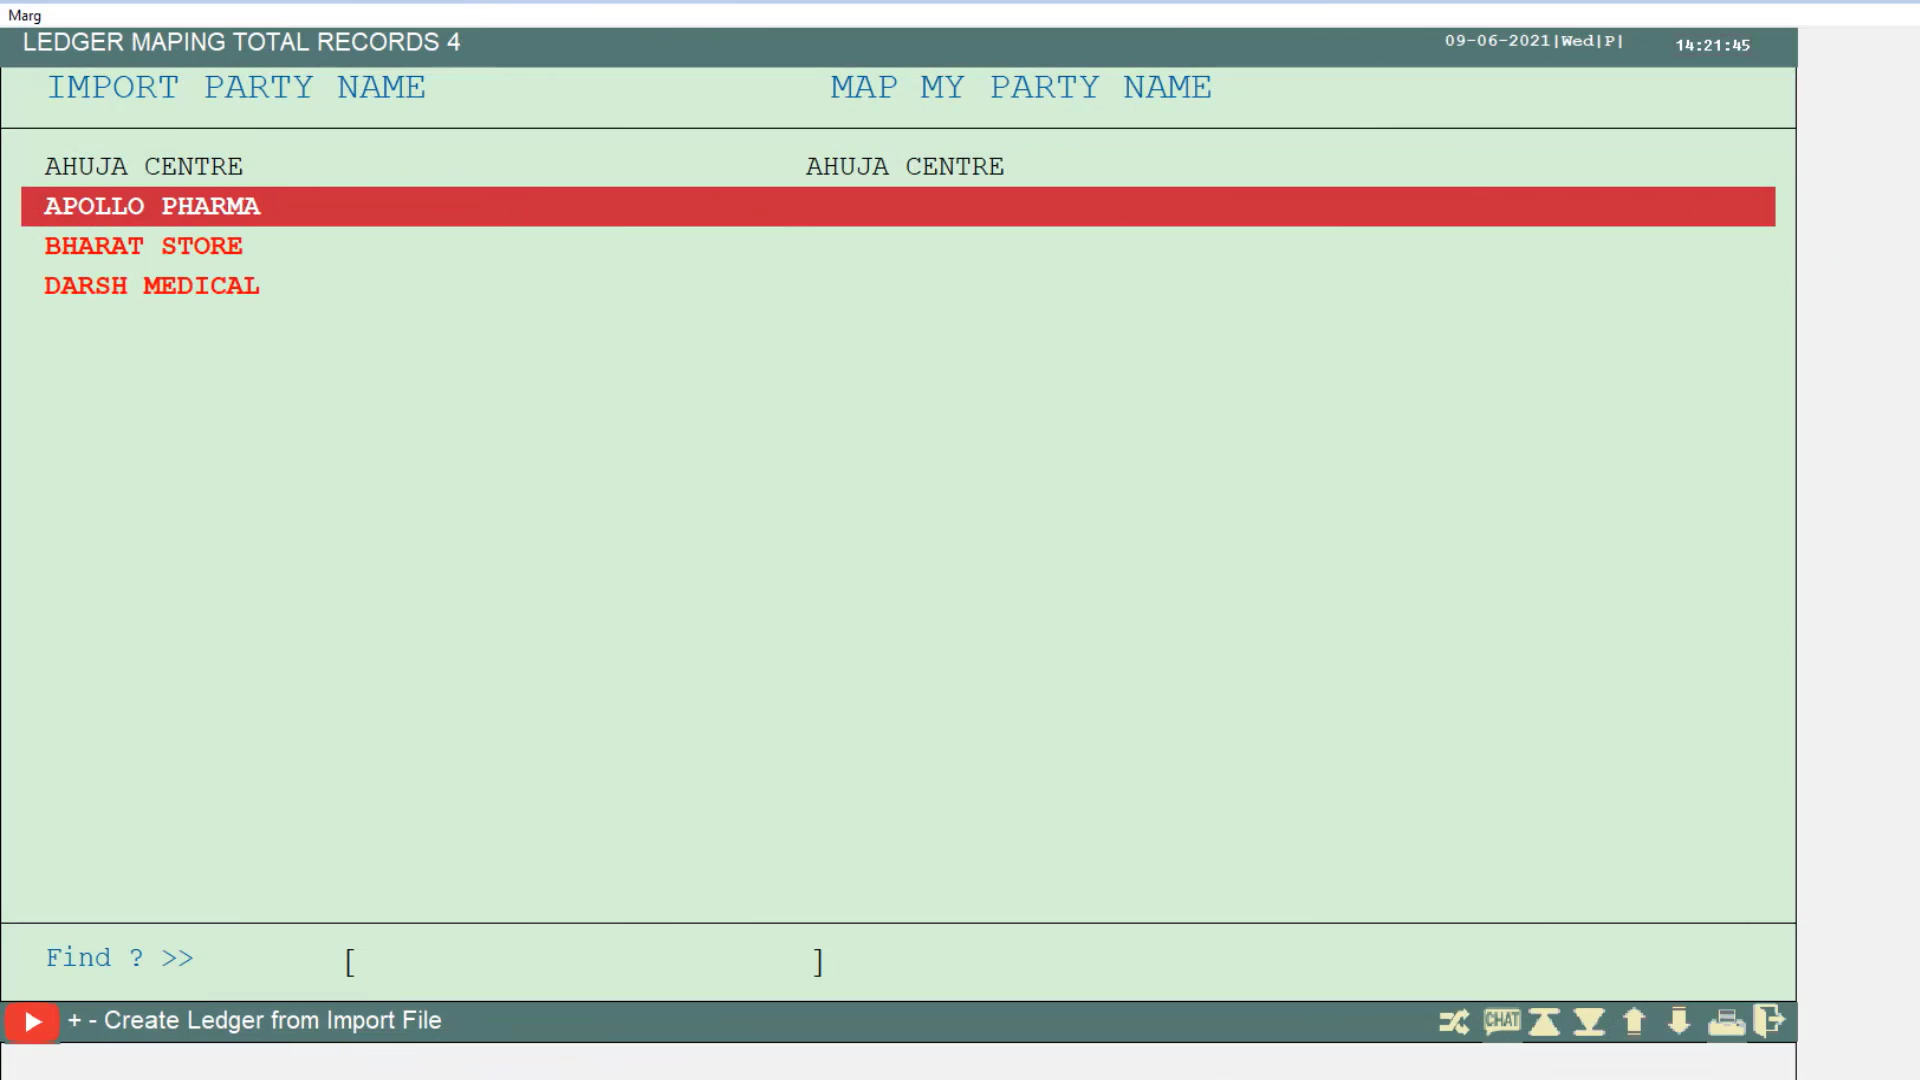 Marg
LEDGER MAPING TOTAL RECORDS 4 09-06-2021|Wed|P| 14:21:45
IMPORT PARTY NAME MAP MY PARTY NAME
AHUJA CENTRE AHUJA CENTRE
APOLLO PHARMA
BHARAT STORE
DARSH MEDICAL
Find ? >> [ ]
+ - Create Ledger from Import File CHAT